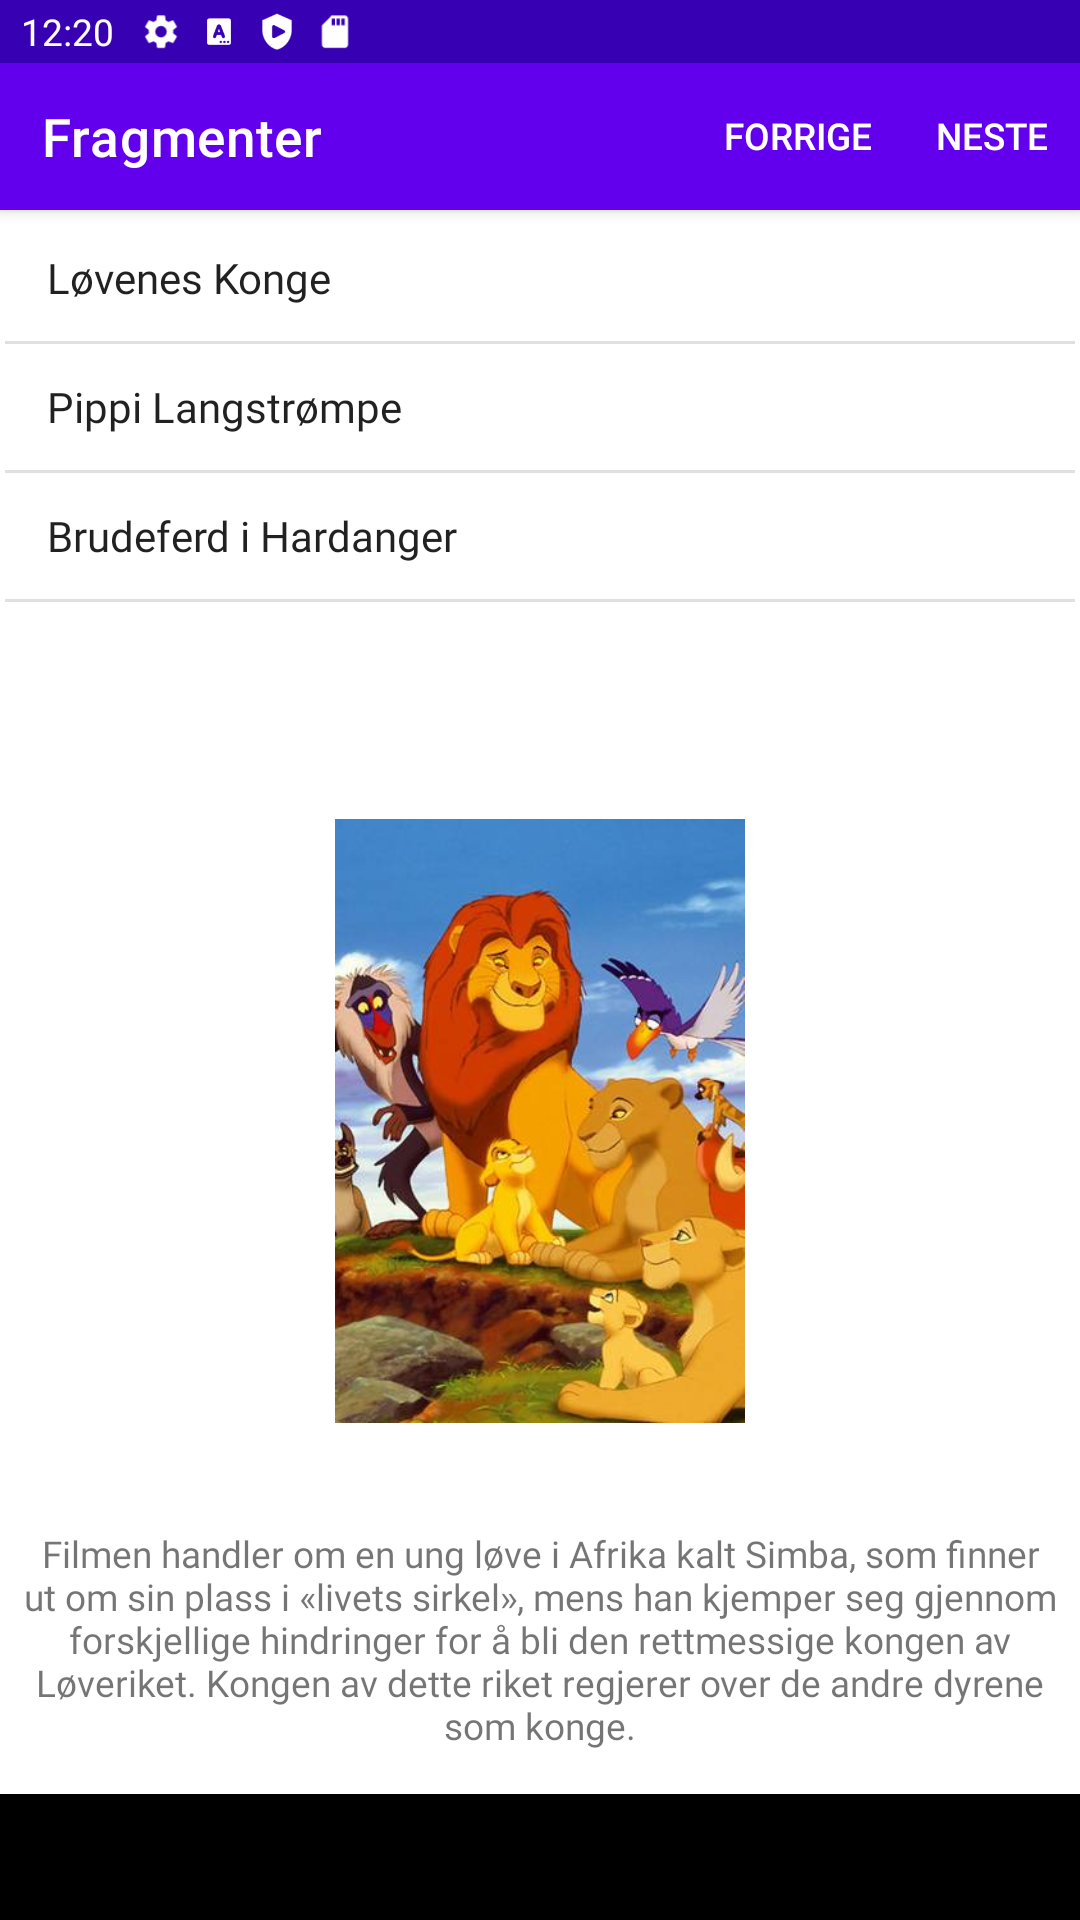 12:20
Fragmenter
FORRIGE
NESTE
Løvenes Konge
Pippi Langstrømpe
Brudeferd i Hardanger
Filmen handler om en ung løve i Afrika kalt Simba, som finner
ut om sin plass i «livets sirkel», mens han kjemper seg gjennom
forskjellige hindringer for å bli den rettmessige kongen av
Løveriket. Kongen av dette riket regjerer over de andre dyrene
som konge.